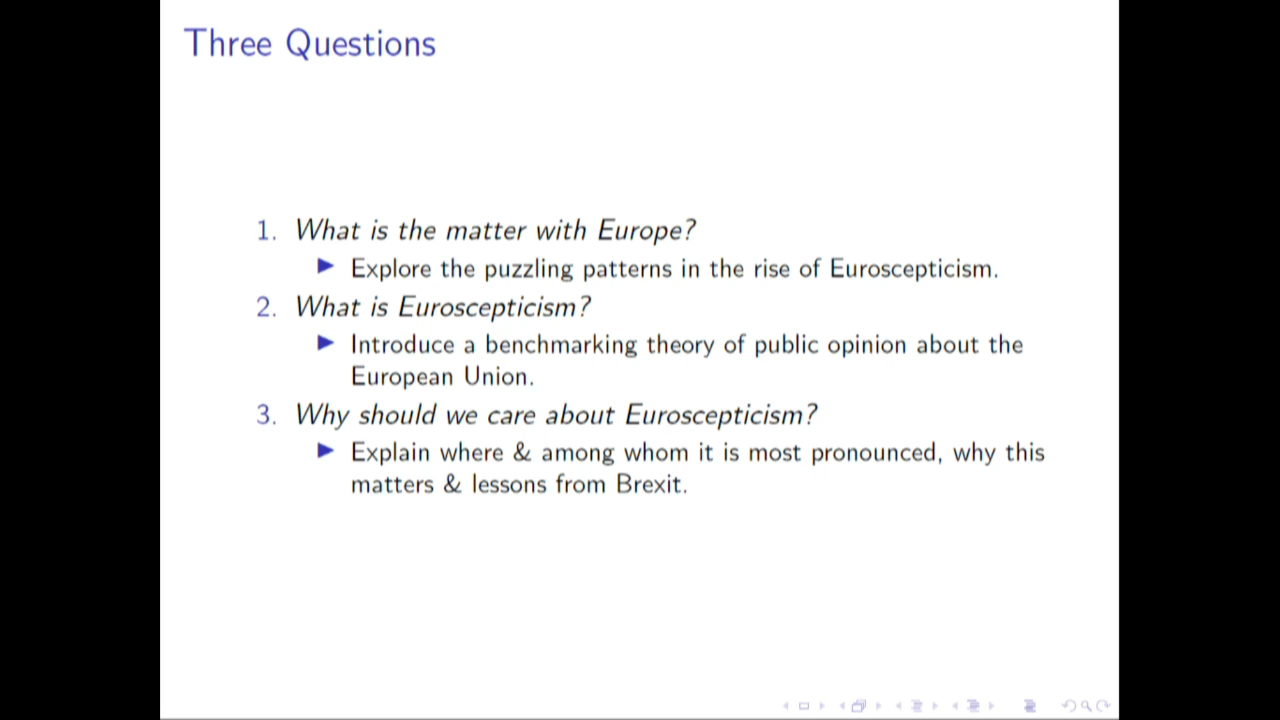 Three Questions
1. What is the matter with Europe?
▶ Explore the puzzling patterns in the rise of Euroscepticism.
2. What is Euroscepticism?
▶ Introduce a benchmarking theory of public opinion about the
European Union.
3. Why should we care about Euroscepticism?
▶ Explain where & among whom it is most pronounced, why this
matters & lessons from Brexit.